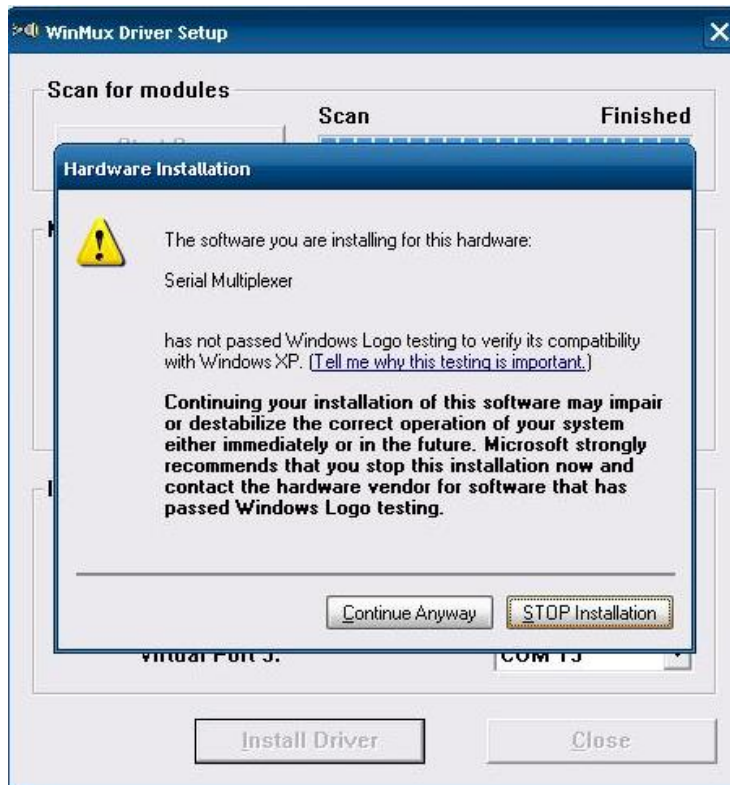 WinMux Driver Setup
Scan for modules
Scan Finished
Hardware Installation
The software you are installing for this hardware:
Serial Multiplexer
has not passed Windows Logo testing to verify its compatibility
with Windows XP. (Tell me why this testing is important.)
Continuing your installation of this software may impair
or destabilize the correct operation of your system
either immediately or in the future. Microsoft strongly
recommends that you stop this installation now and
contact the hardware vendor for software that has
passed Windows Logo testing.
Continue Anyway STOP Installation
Virtual Port
Install Driver Close